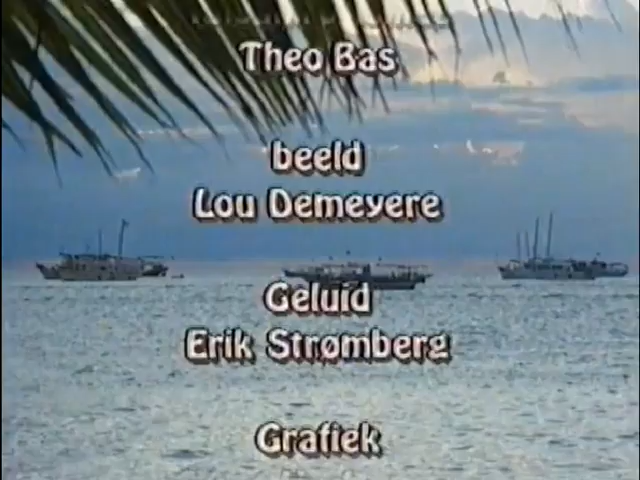 Theo Bas
beeld
Lou Demeyere
Geluid
Erik Strømberg
Grafiek